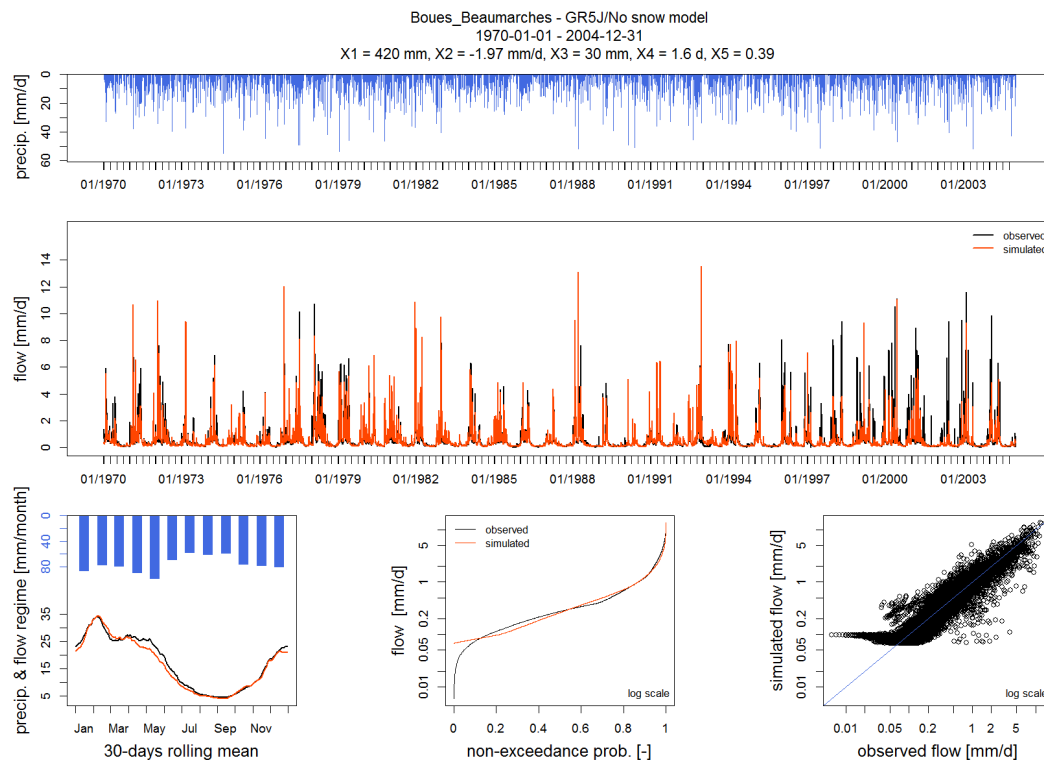 Boues_Beaumarches - GR5J/No snow model
1970-01-01 - 2004-12-31
X1 = 420 mm, X2 = -1.97 mm/d, X3 = 30 mm, X4 = 1.6 d, X5 = 0.39
precip. [mm/d]
0
20
40
60
01/1970 01/1973 01/1976 01/1979 01/1982 01/1985 01/1988 01/1991 01/1994 01/1997 01/2000 01/2003
flow [mm/d]
14
12
10
8
6
4
2
0
observed
simulated
01/1970 01/1973 01/1976 01/1979 01/1982 01/1985 01/1988 01/1991 01/1994 01/1997 01/2000 01/2003
precip. & flow regime [mm/month]
0
40
80
35
25
15
5
Jan Mar May Jul Sep Nov
30-days rolling mean
flow [mm/d]
5
1
0.2
0.05
0.01
observed
simulated
log scale
0 0.2 0.4 0.6 0.8 1
non-exceedance prob. [-]
simulated flow [mm/d]
5
1
0.2
0.05
0.01
log scale
0.01 0.05 0.2 1 2 5
observed flow [mm/d]